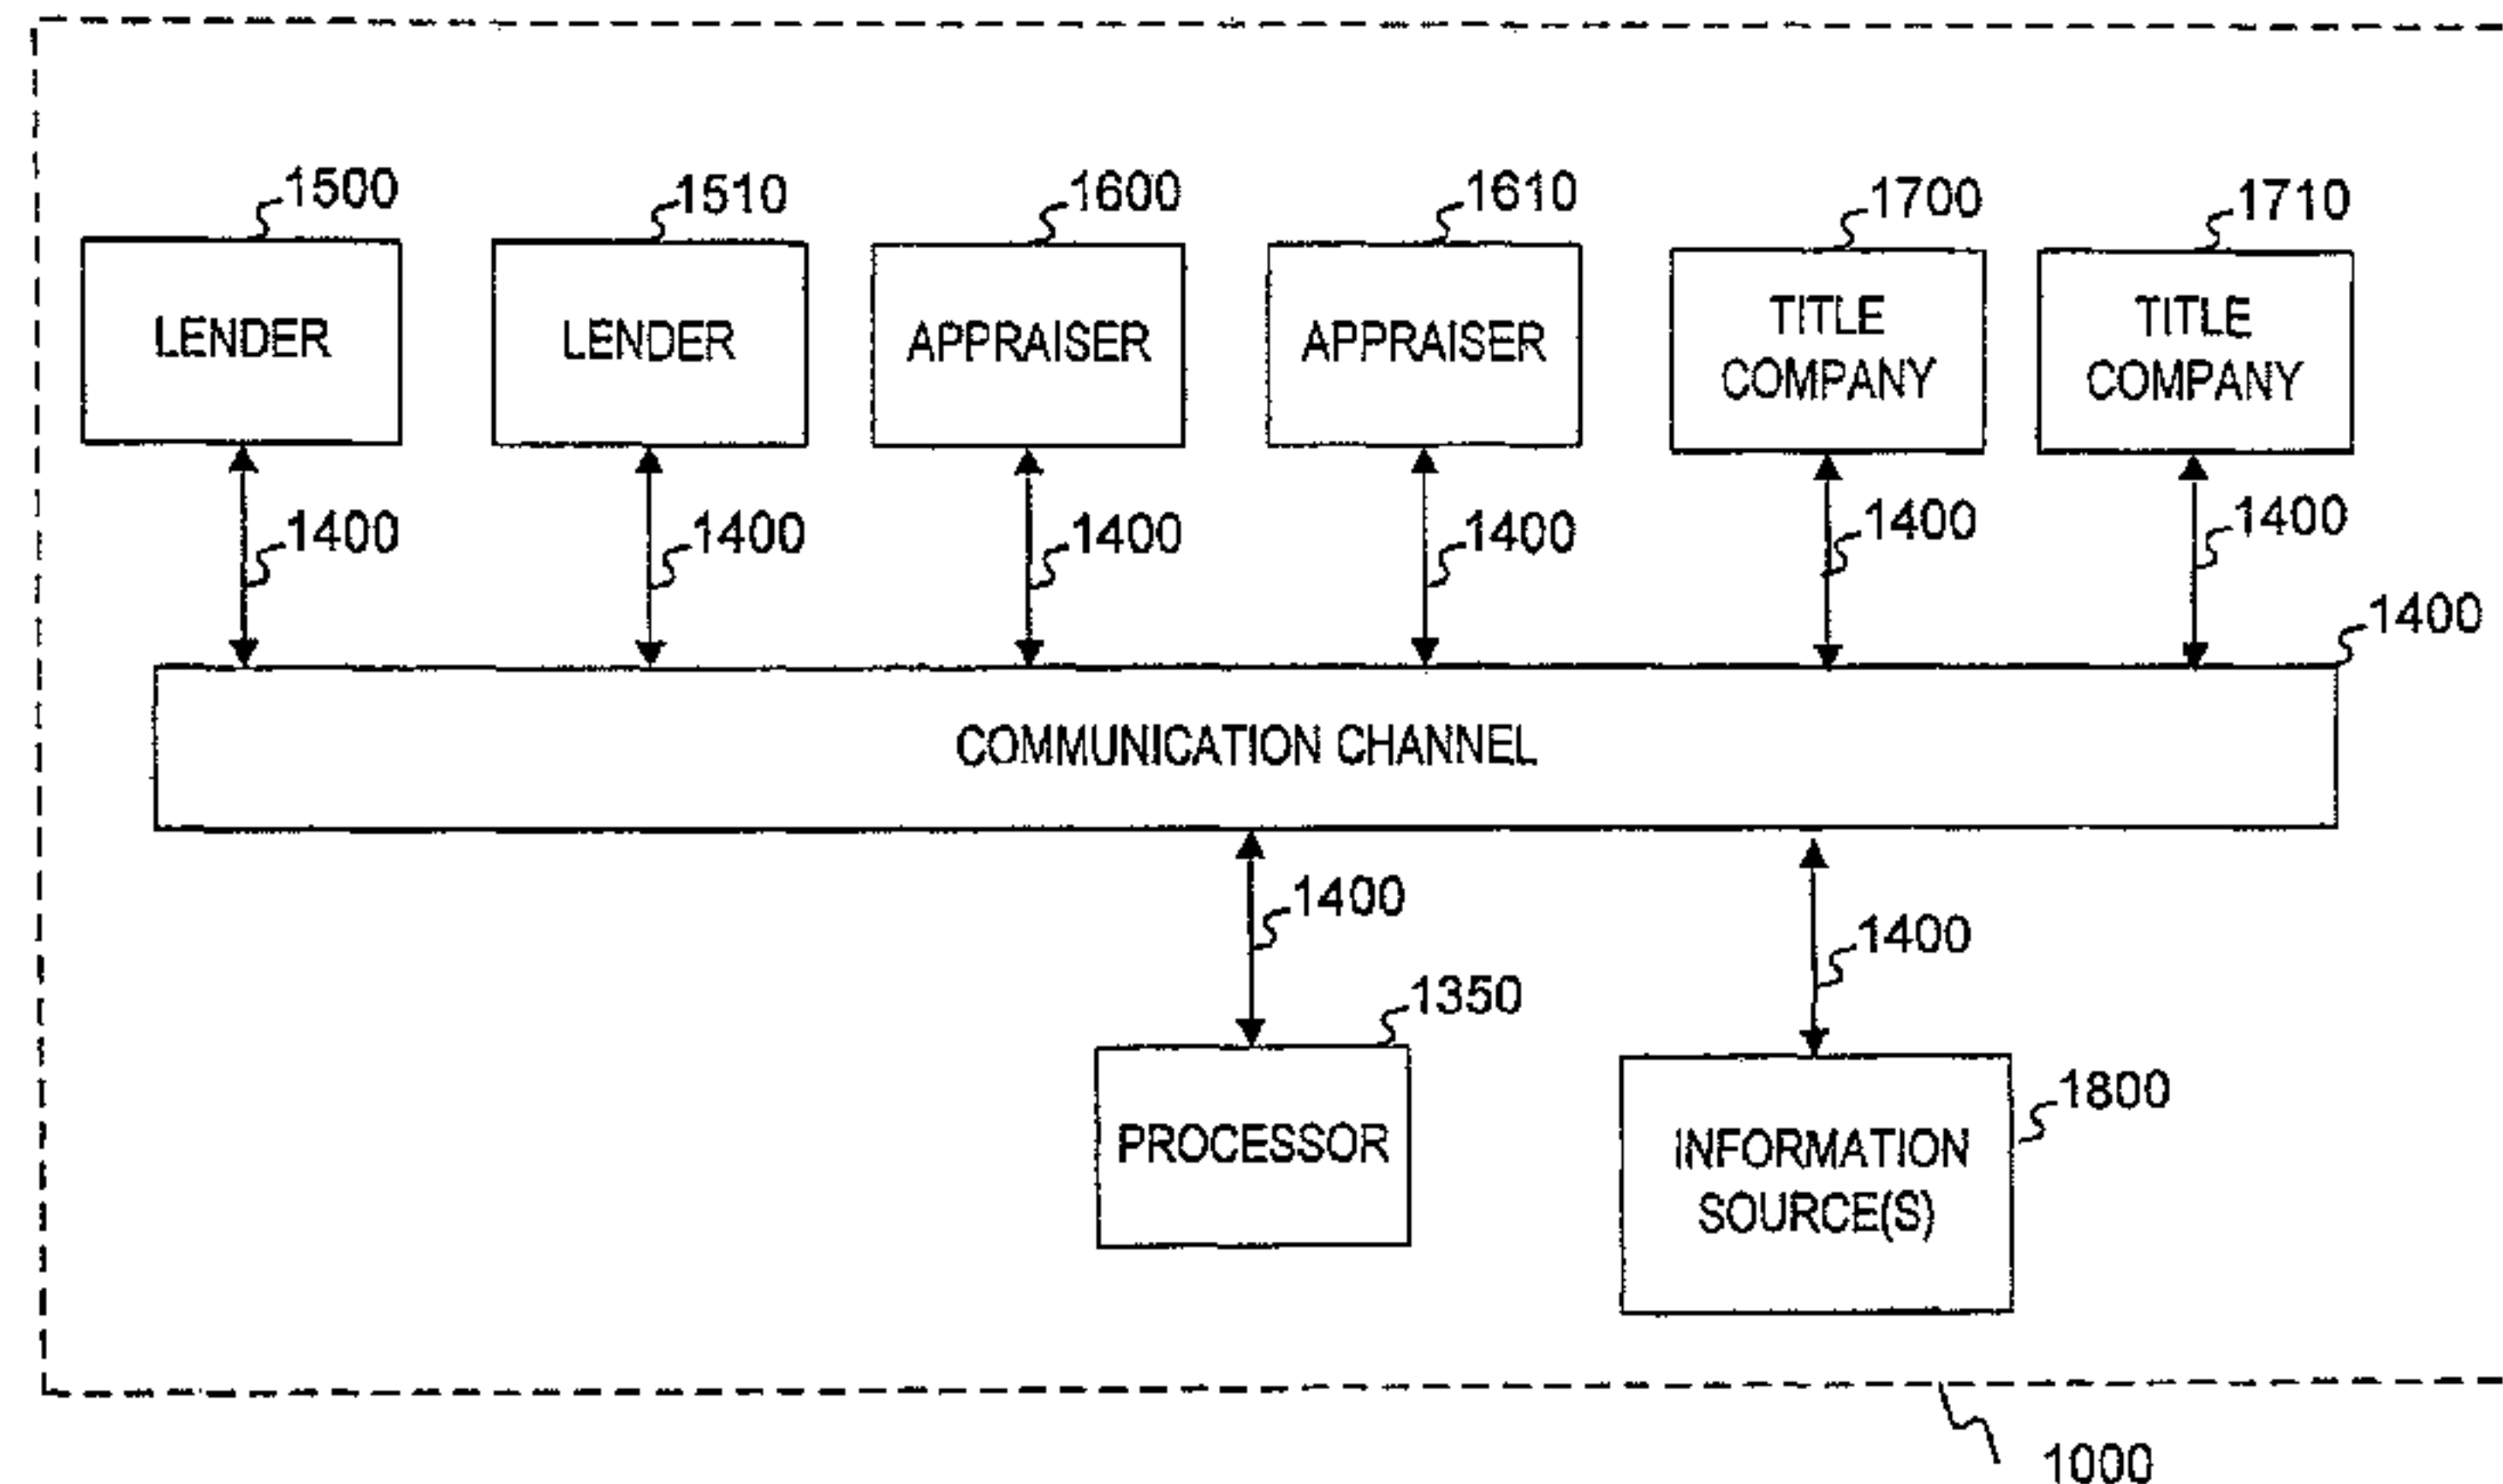 1500
1510
1600
1610
1700
1710
LENDER
LENDER
APPRAISER
APPRAISER
TITLE
COMPANY
TITLE
COMPANY
1400
1400
1400
1400
1400
1400
1400
COMMUNICATION CHANNEL
1400
1400
1350
PROCESSOR
1800
INFORMATION
SOURCE(S)
1000